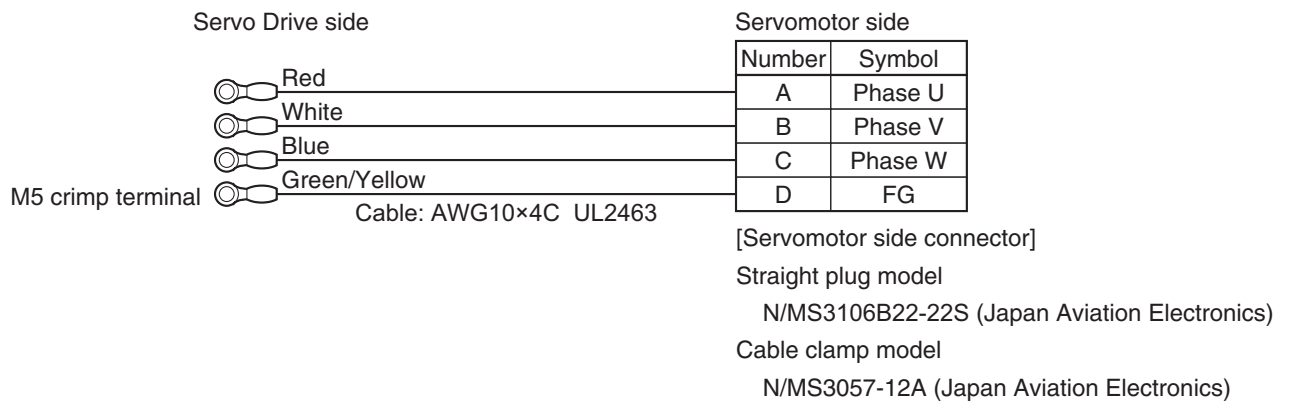 Servo Drive side
Servomotor side
Number Symbol
Red
A Phase U
White
B Phase V
Blue
C Phase W
Green/Yellow
M5 crimp terminal
D FG
Cable: AWG10×4C UL2463
[Servomotor side connector]
Straight plug model
N/MS3106B22-22S (Japan Aviation Electronics)
Cable clamp model
N/MS3057-12A (Japan Aviation Electronics)